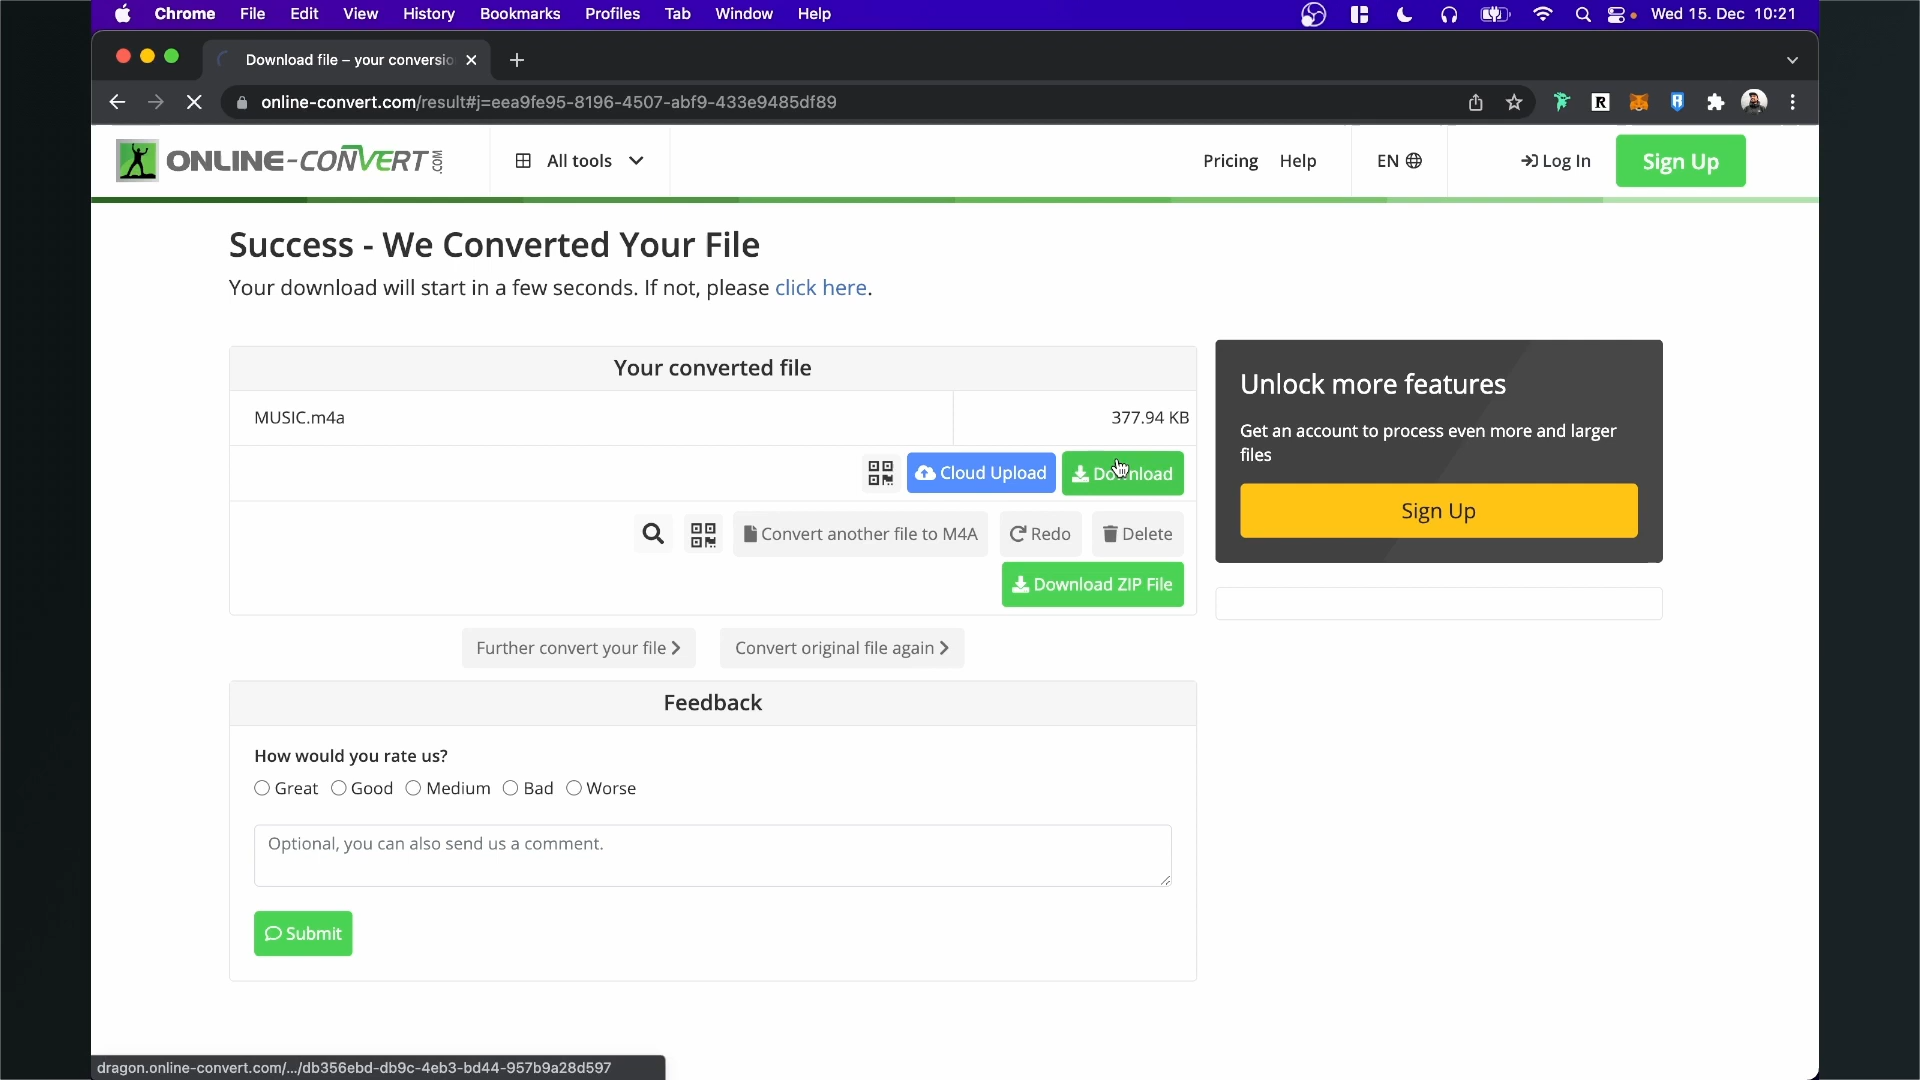 Chrome File Edit View History Bookmarks Profiles Tab Window Help Wed 15. Dec 10:21
Download file – your conversio
online-convert.com/result#j=eea9fe95-8196-4507-abf9-433e9485df89
ONLINE-CONVERT.COM All tools Pricing Help EN Log In Sign Up
Success - We Converted Your File
Your download will start in a few seconds. If not, please click here.
Your converted file
MUSIC.m4a 377.94 KB
Cloud Upload Download
Convert another file to M4A Redo Delete
Download ZIP File
Further convert your file Convert original file again
Unlock more features
Get an account to process even more and larger
files
Sign Up
Feedback
How would you rate us?
Great Good Medium Bad Worse
Optional, you can also send us a comment.
Submit
dragon.online-convert.com/.../db356ebd-db9c-4eb3-bd44-957b9a28d597